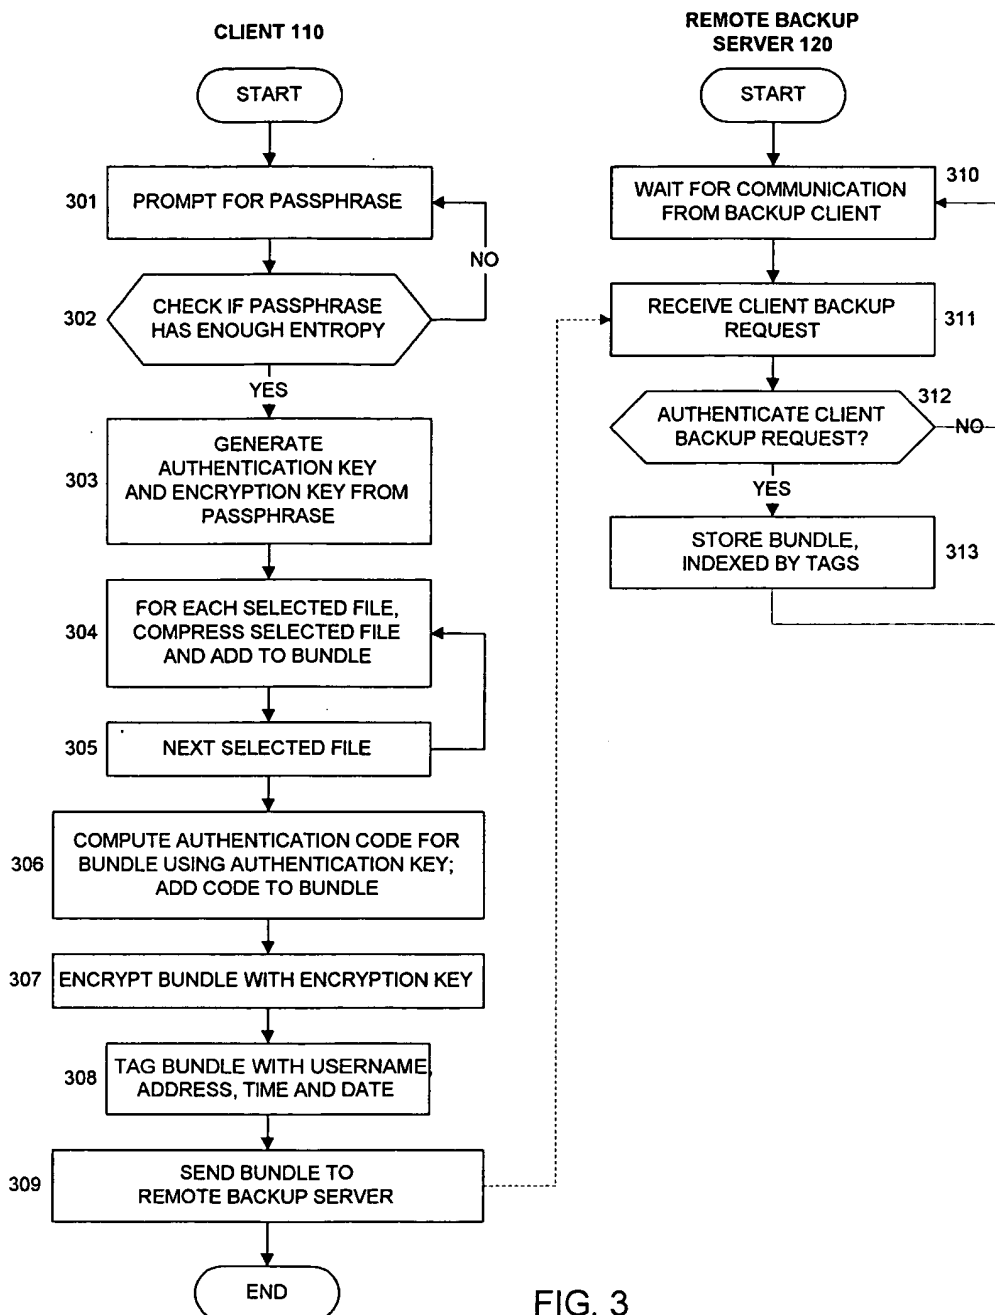 CLIENT 110
START
301
PROMPT FOR PASSPHRASE
NO
302
CHECK IF PASSPHRASE
HAS ENOUGH ENTROPY
YES
303
GENERATE
AUTHENTICATION KEY
AND ENCRYPTION KEY FROM
PASSPHRASE
304
FOR EACH SELECTED FILE,
COMPRESS SELECTED FILE
AND ADD TO BUNDLE
305
NEXT SELECTED FILE
306
COMPUTE AUTHENTICATION CODE FOR
BUNDLE USING AUTHENTICATION KEY;
ADD CODE TO BUNDLE
307
ENCRYPT BUNDLE WITH ENCRYPTION KEY
308
TAG BUNDLE WITH USERNAME,
ADDRESS, TIME AND DATE
309
SEND BUNDLE TO
REMOTE BACKUP SERVER
END
REMOTE BACKUP
SERVER 120
START
310
WAIT FOR COMMUNICATION
FROM BACKUP CLIENT
RECEIVE CLIENT BACKUP
REQUEST
311
312
AUTHENTICATE CLIENT
BACKUP REQUEST?
NO
YES
STORE BUNDLE,
INDEXED BY TAGS
313
FIG. 3